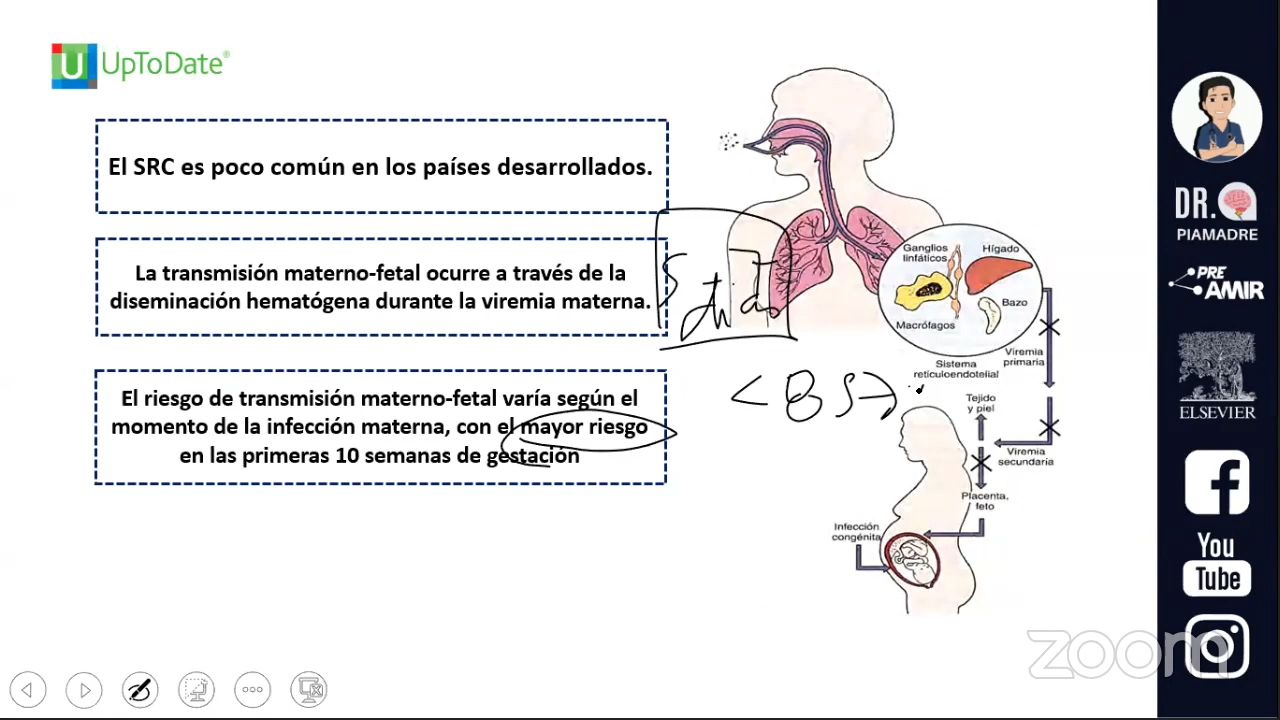 UpToDate®
El SRC es poco común en los países desarrollados.
La transmisión materno-fetal ocurre a través de la
diseminación hematógena durante la viremia materna.
El riesgo de transmisión materno-fetal varía según el
momento de la infección materna, con el mayor riesgo
en las primeras 10 semanas de gestación
Ganglios
linfáticos
Hígado
Bazo
Macrófagos
Sistema
retículoendotelial
Viremia
primaria
Tejido
y piel
Viremia
secundaria
Placenta,
feto
Infección
congénita
DR.
PIAMADRE
PRE
AMIR
ELSEVIER
You
Tube
zoom